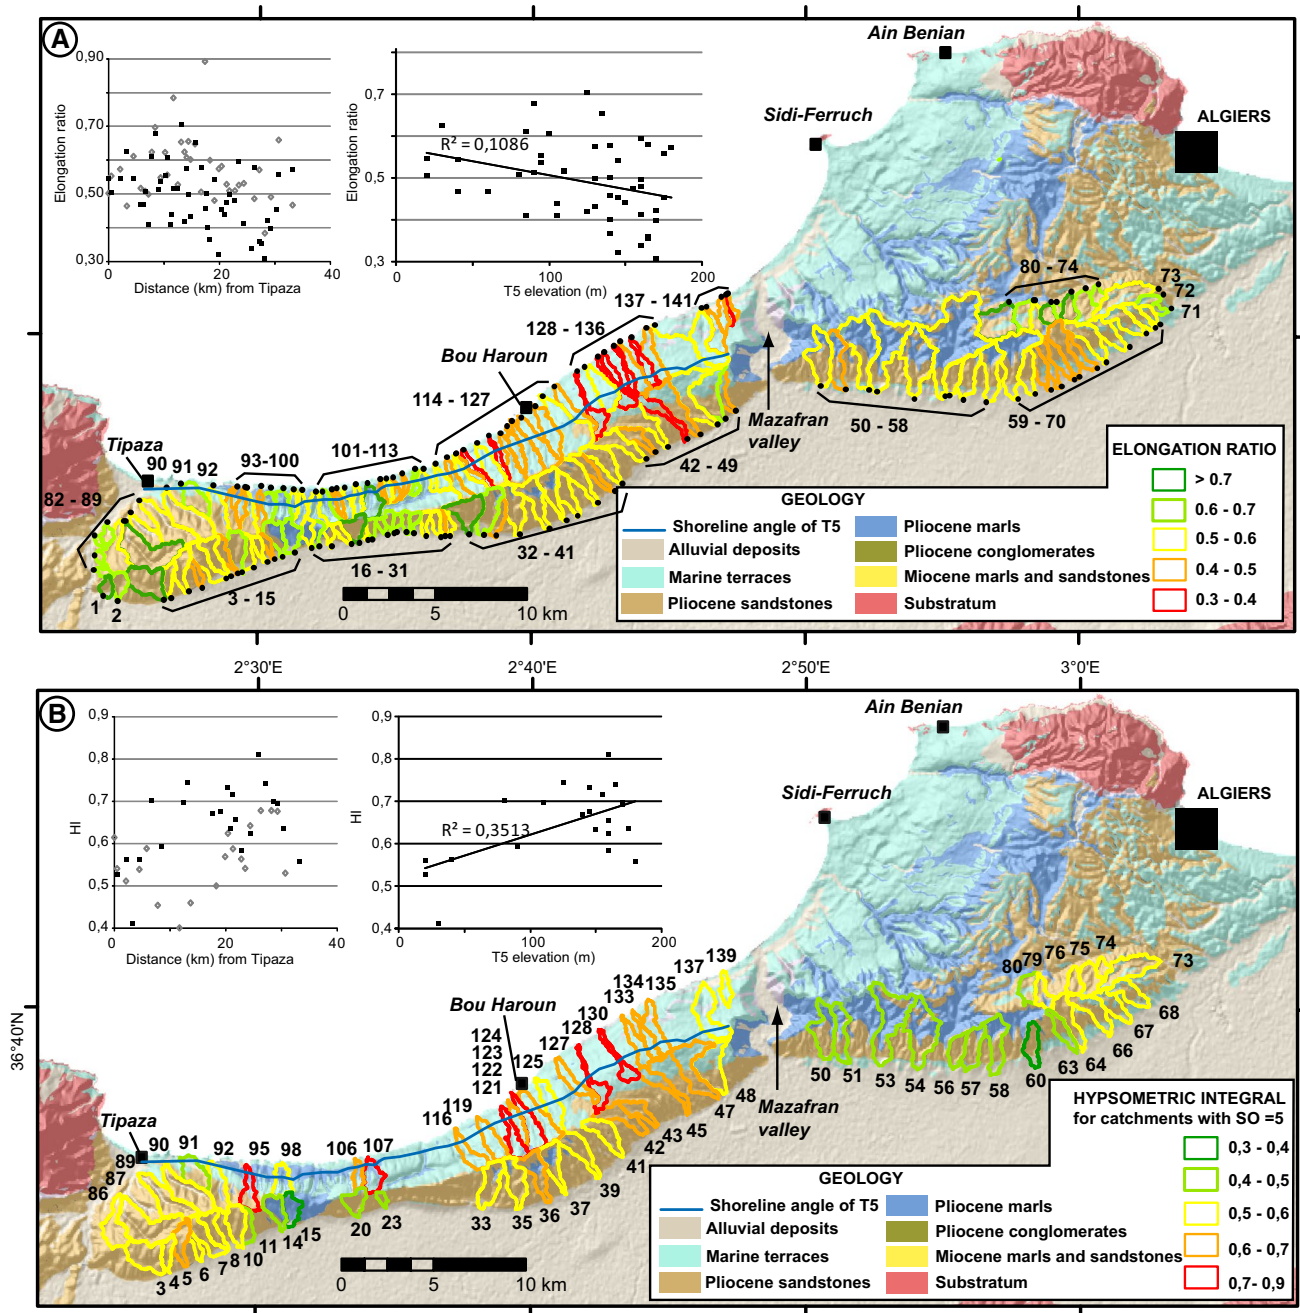 A
Ain Benian
Sidi-Ferruch
ALGIERS
0,90
0,70
0,50
0,30
Elongation ratio
0
20
40
Distance (km) from Tipaza
0,7
0,5
0,3
Elongation ratio
R² = 0,1086
0
100
200
T5 elevation (m)
80 - 74
73
72
71
137 - 141
128 - 136
Bou Haroun
114 - 127
Mazafran
valley
50 - 58
59 - 70
Tipaza
90 91 92
93-100
101-113
42 - 49
82 - 89
32 - 41
16 - 31
3 - 15
1
2
0
5
10 km
GEOLOGY
Shoreline angle of T5
Alluvial deposits
Marine terraces
Pliocene sandstones
Pliocene marls
Pliocene conglomerates
Miocene marls and sandstones
Substratum
ELONGATION RATIO
> 0.7
0.6 - 0.7
0.5 - 0.6
0.4 - 0.5
0.3 - 0.4
2°30'E
2°40'E
2°50'E
3°0'E
B
Ain Benian
Sidi-Ferruch
ALGIERS
0,9
0,8
0,7
0,6
0,5
0,4
HI
0
20
40
Distance (km) from Tipaza
0,9
0,8
0,7
0,6
0,5
0,4
HI
R² = 0,3513
0
100
200
T5 elevation (m)
36°40'N
80 79 76 75 74
73
68
67
66
64
63
60
58
57
56
54
53
51
50
139
137
135
134
133
130
128
127
Bou Haroun
125
124
123
122
121
119
116
Mazafran
valley
48
47
45
43
42
41
39
37
36
35
33
Tipaza
90 91 92 95 98
106 107
89
87
86
3 4 5 6 7 8 10 11 14 15
20 23
0
5
10 km
GEOLOGY
Shoreline angle of T5
Alluvial deposits
Marine terraces
Pliocene sandstones
Pliocene marls
Pliocene conglomerates
Miocene marls and sandstones
Substratum
HYPSOMETRIC INTEGRAL
for catchments with SO =5
0,3 - 0,4
0,4 - 0,5
0,5 - 0,6
0,6 - 0,7
0,7- 0,9